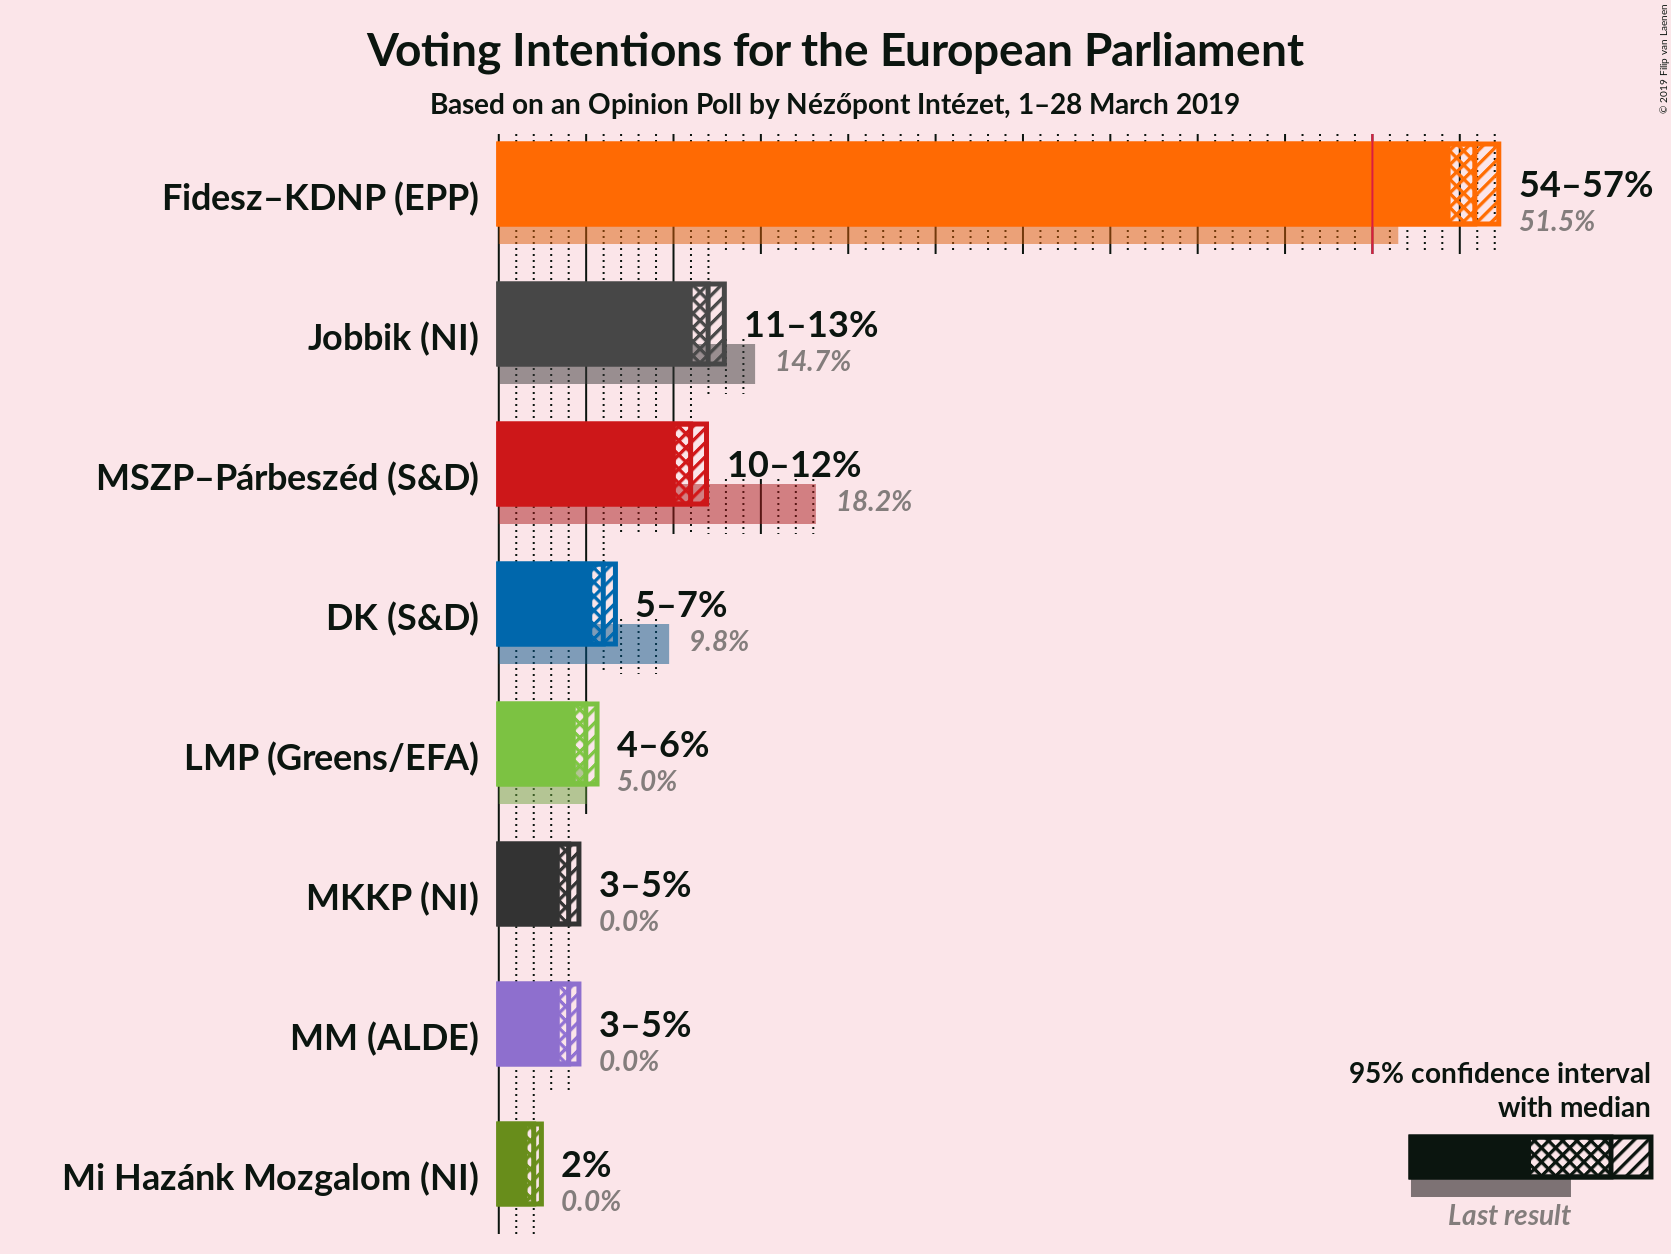 Voting Intentions for the European Parliament
Based on an Opinion Poll by Nézőpont Intézet, 1–28 March 2019
© 2019 Filip van Laenen
Fidesz–KDNP (EPP)
54–57%
51.5%
Jobbik (NI)
11–13%
14.7%
MSZP–Párbeszéd (S&D)
10–12%
18.2%
DK (S&D)
5–7%
9.8%
LMP (Greens/EFA)
4–6%
5.0%
MKKP (NI)
3–5%
0.0%
MM (ALDE)
3–5%
0.0%
Mi Hazánk Mozgalom (NI)
2%
0.0%
95% confidence interval
with median
Last result